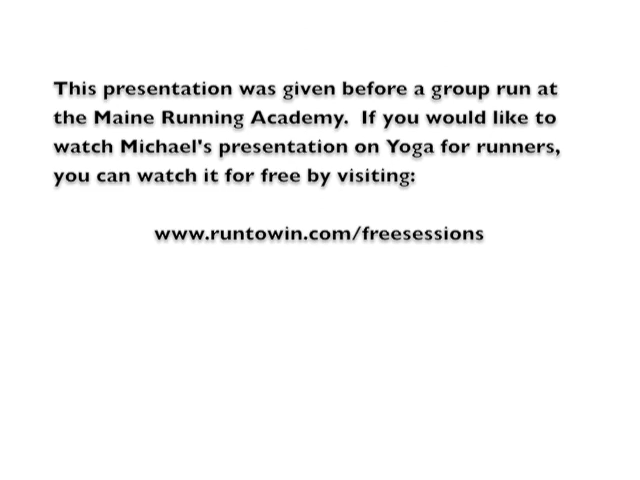 This presentation was given before a group run at
the Maine Running Academy.  If you would like to
watch Michael's presentation on Yoga for runners,
you can watch it for free by visiting:
www.runtowin.com/freesessions